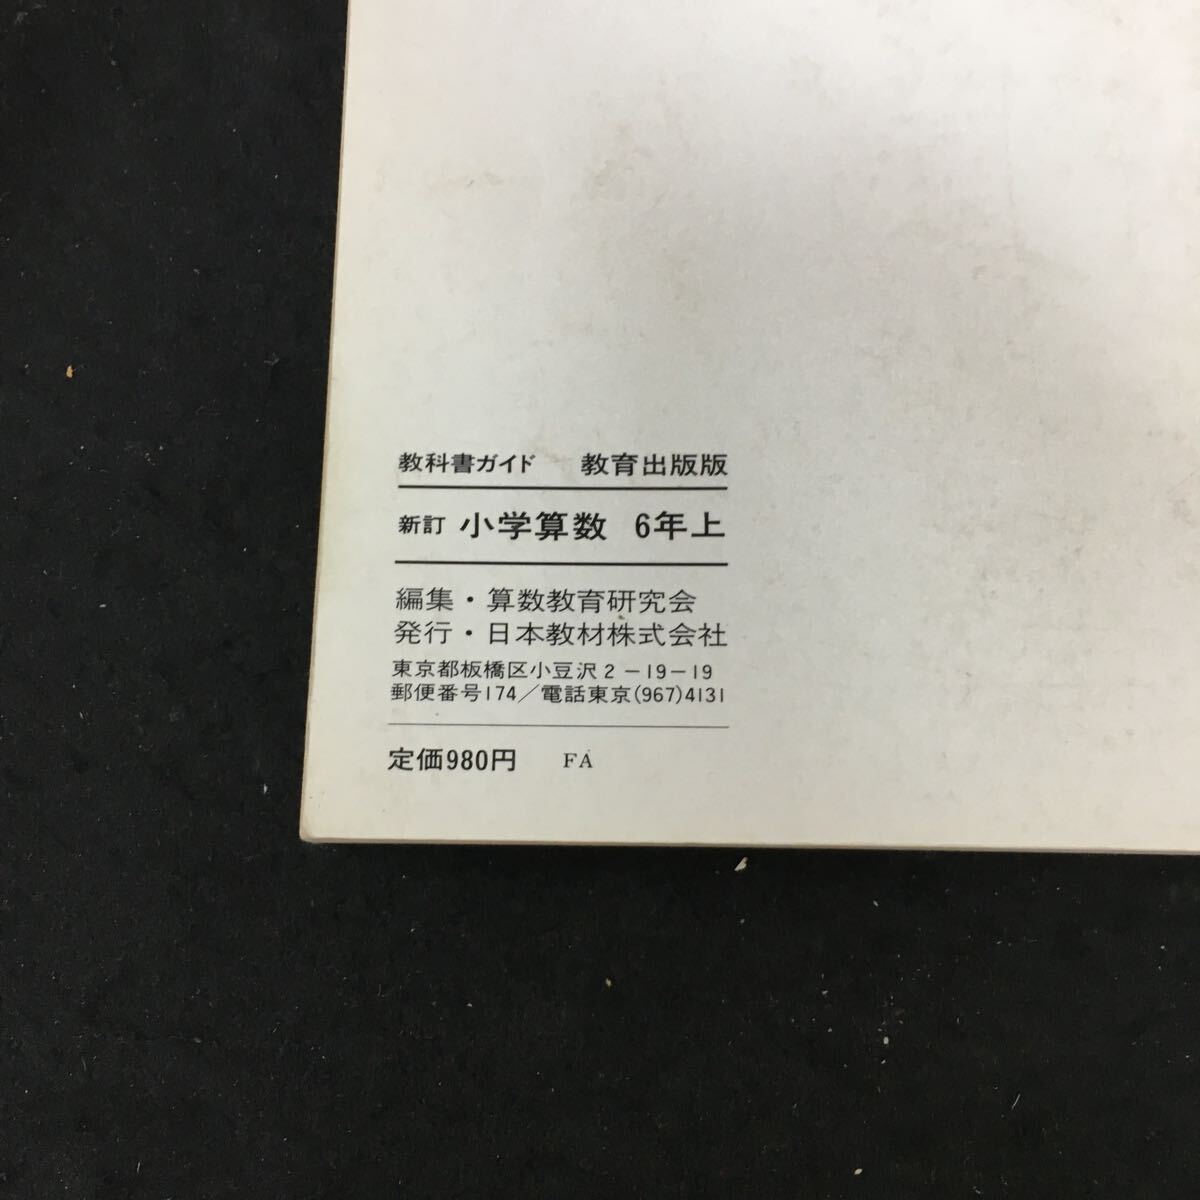 教科書ガイド　教育出版版
新訂 小学算数 6年上
編集・算数教育研究会
発行・日本教材株式会社
東京都板橋区小豆沢2-19-19
郵便番号174／電話東京(967)4131
定価980円　FA